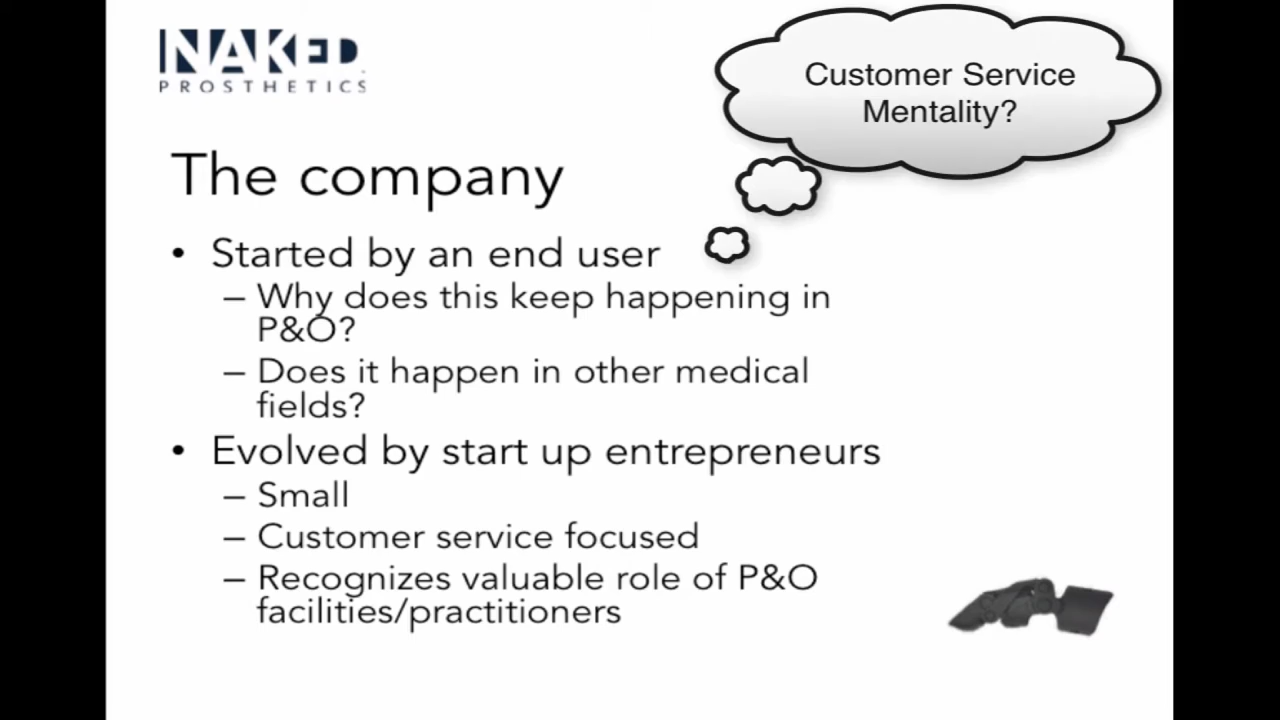 NAKED
PROSTHETICS
Customer Service
Mentality?
The company
• Started by an end user
– Why does this keep happening in
P&O?
– Does it happen in other medical
fields?
• Evolved by start up entrepreneurs
– Small
– Customer service focused
– Recognizes valuable role of P&O
facilities/practitioners